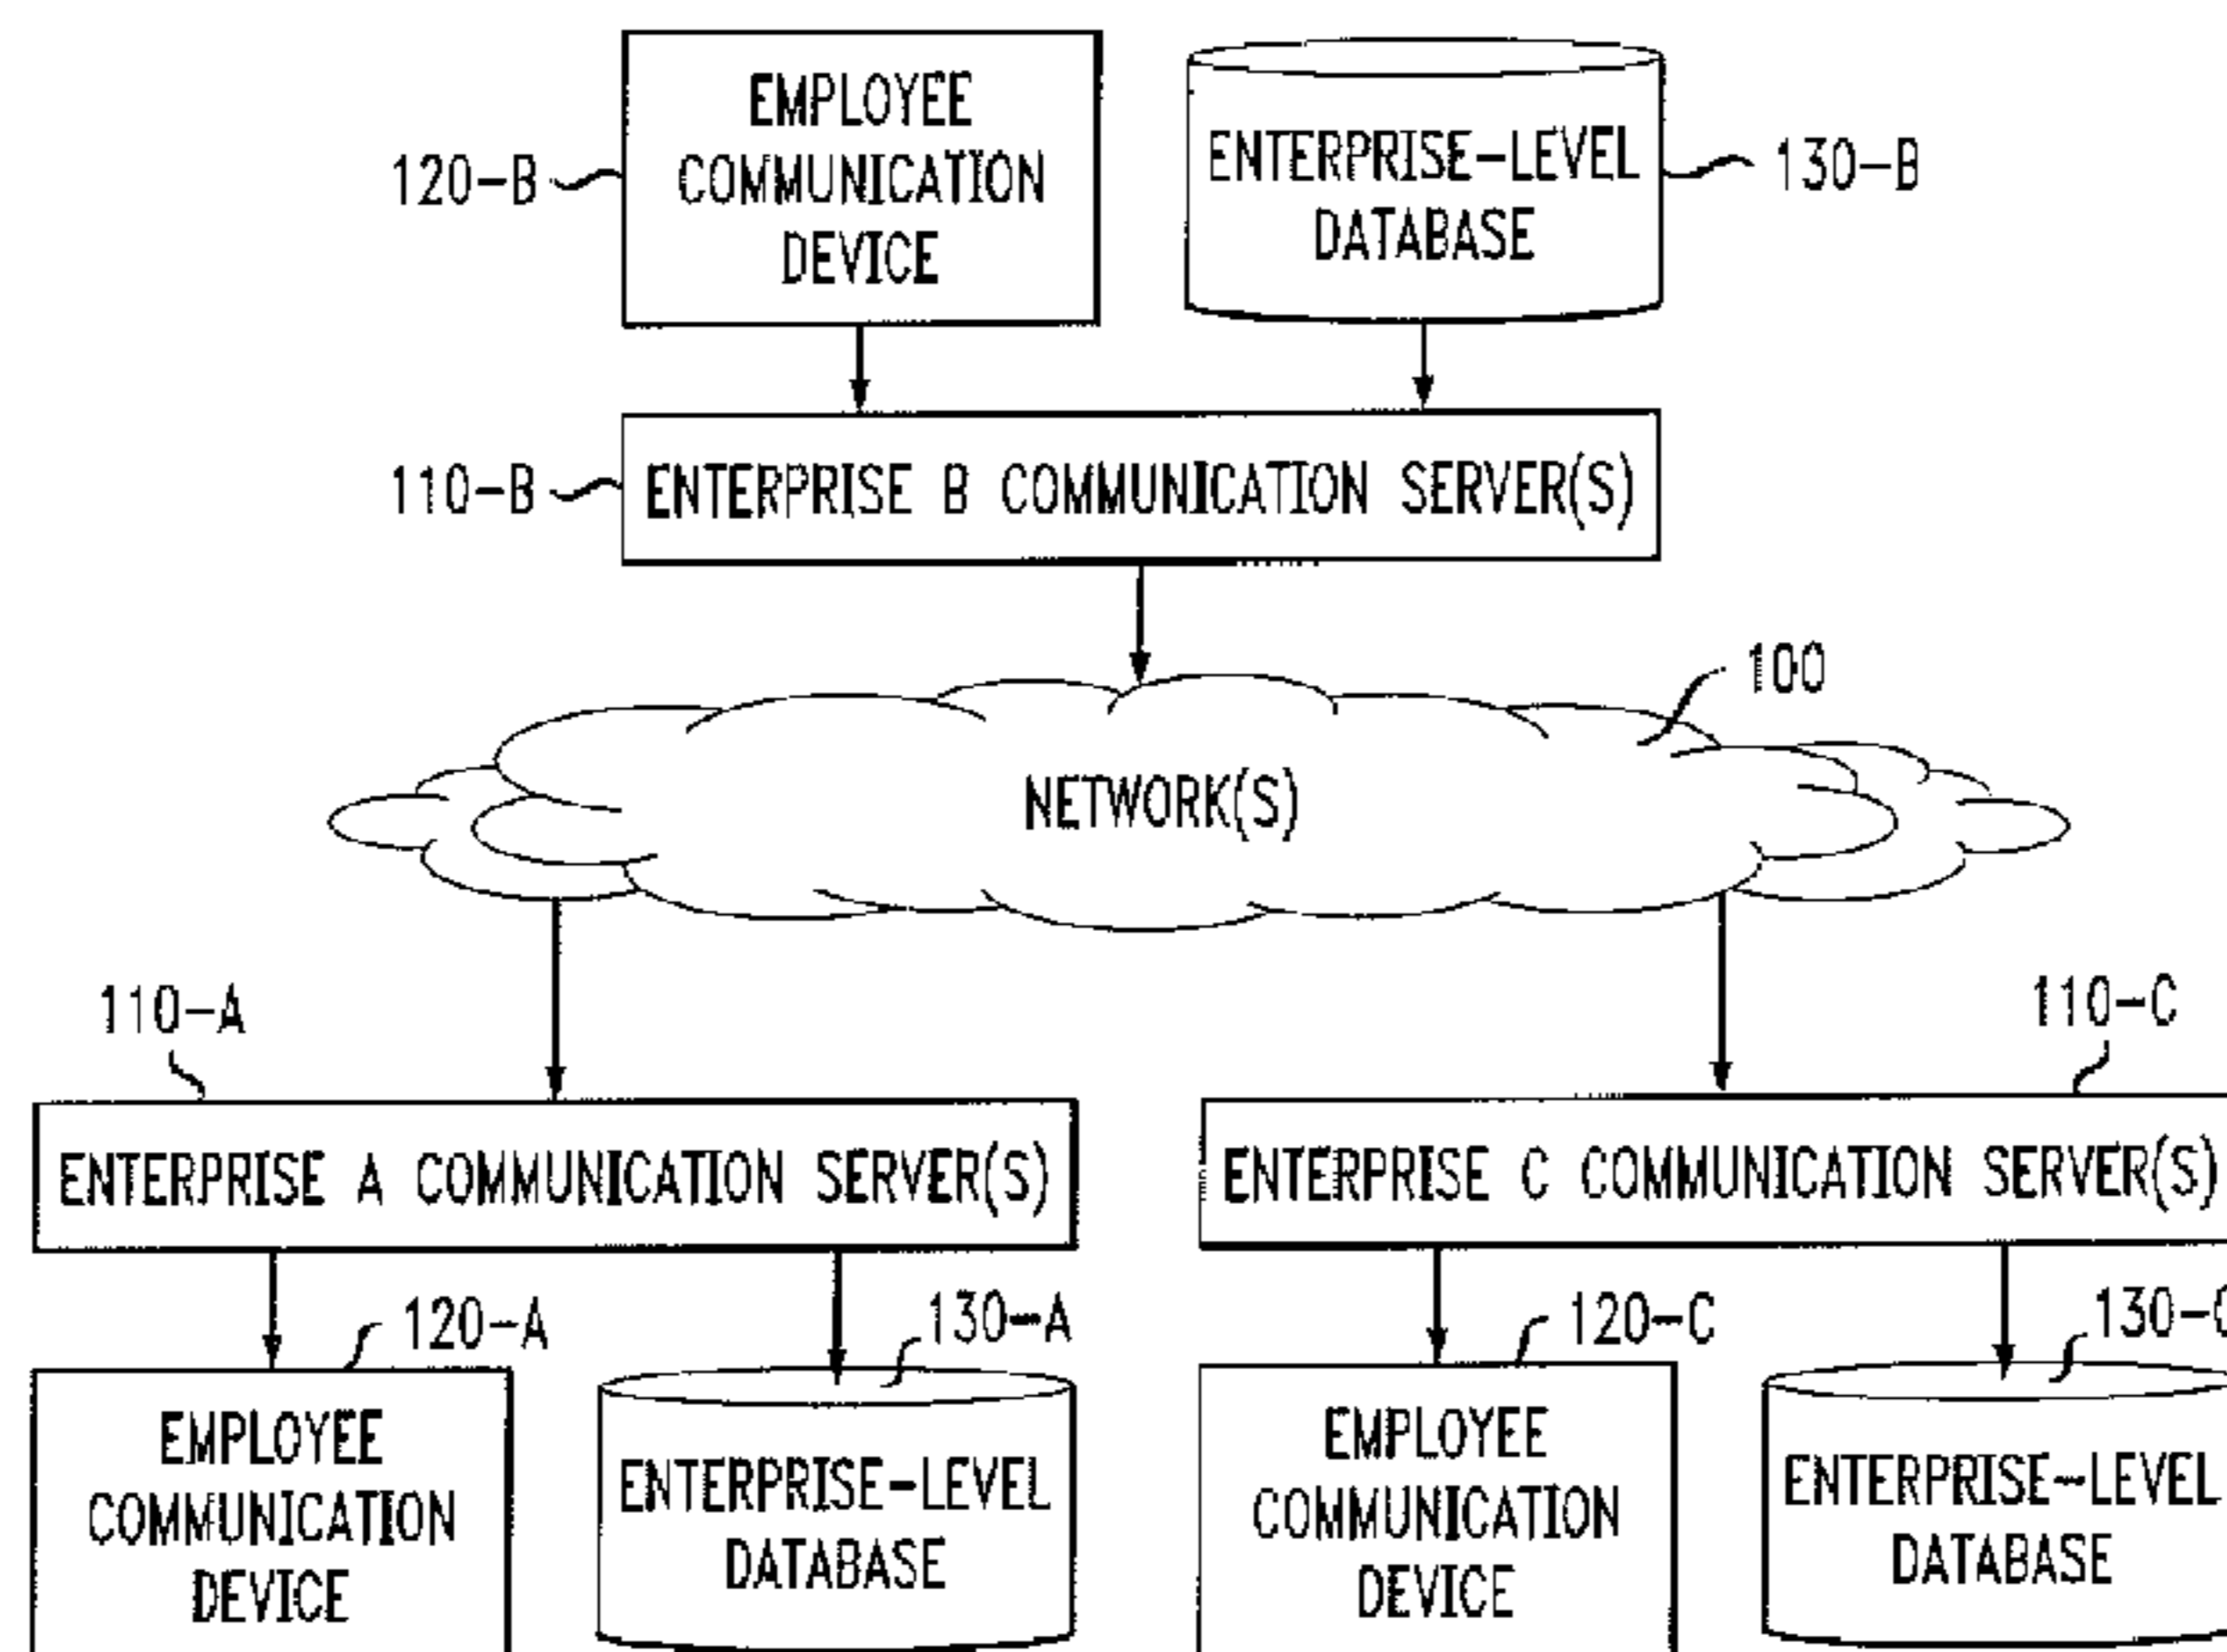 EMPLOYEE
COMMUNICATION
DEVICE
120-B
ENTERPRISE-LEVEL
DATABASE
130-B
110-B
ENTERPRISE B COMMUNICATION SERVER(S)
100
NETWORK(S)
110-A
110-C
ENTERPRISE A COMMUNICATION SERVER(S)
ENTERPRISE C COMMUNICATION SERVER(S)
120-A
130-A
120-C
130-C
EMPLOYEE
COMMUNICATION
DEVICE
ENTERPRISE-LEVEL
DATABASE
EMPLOYEE
COMMUNICATION
DEVICE
ENTERPRISE-LEVEL
DATABASE